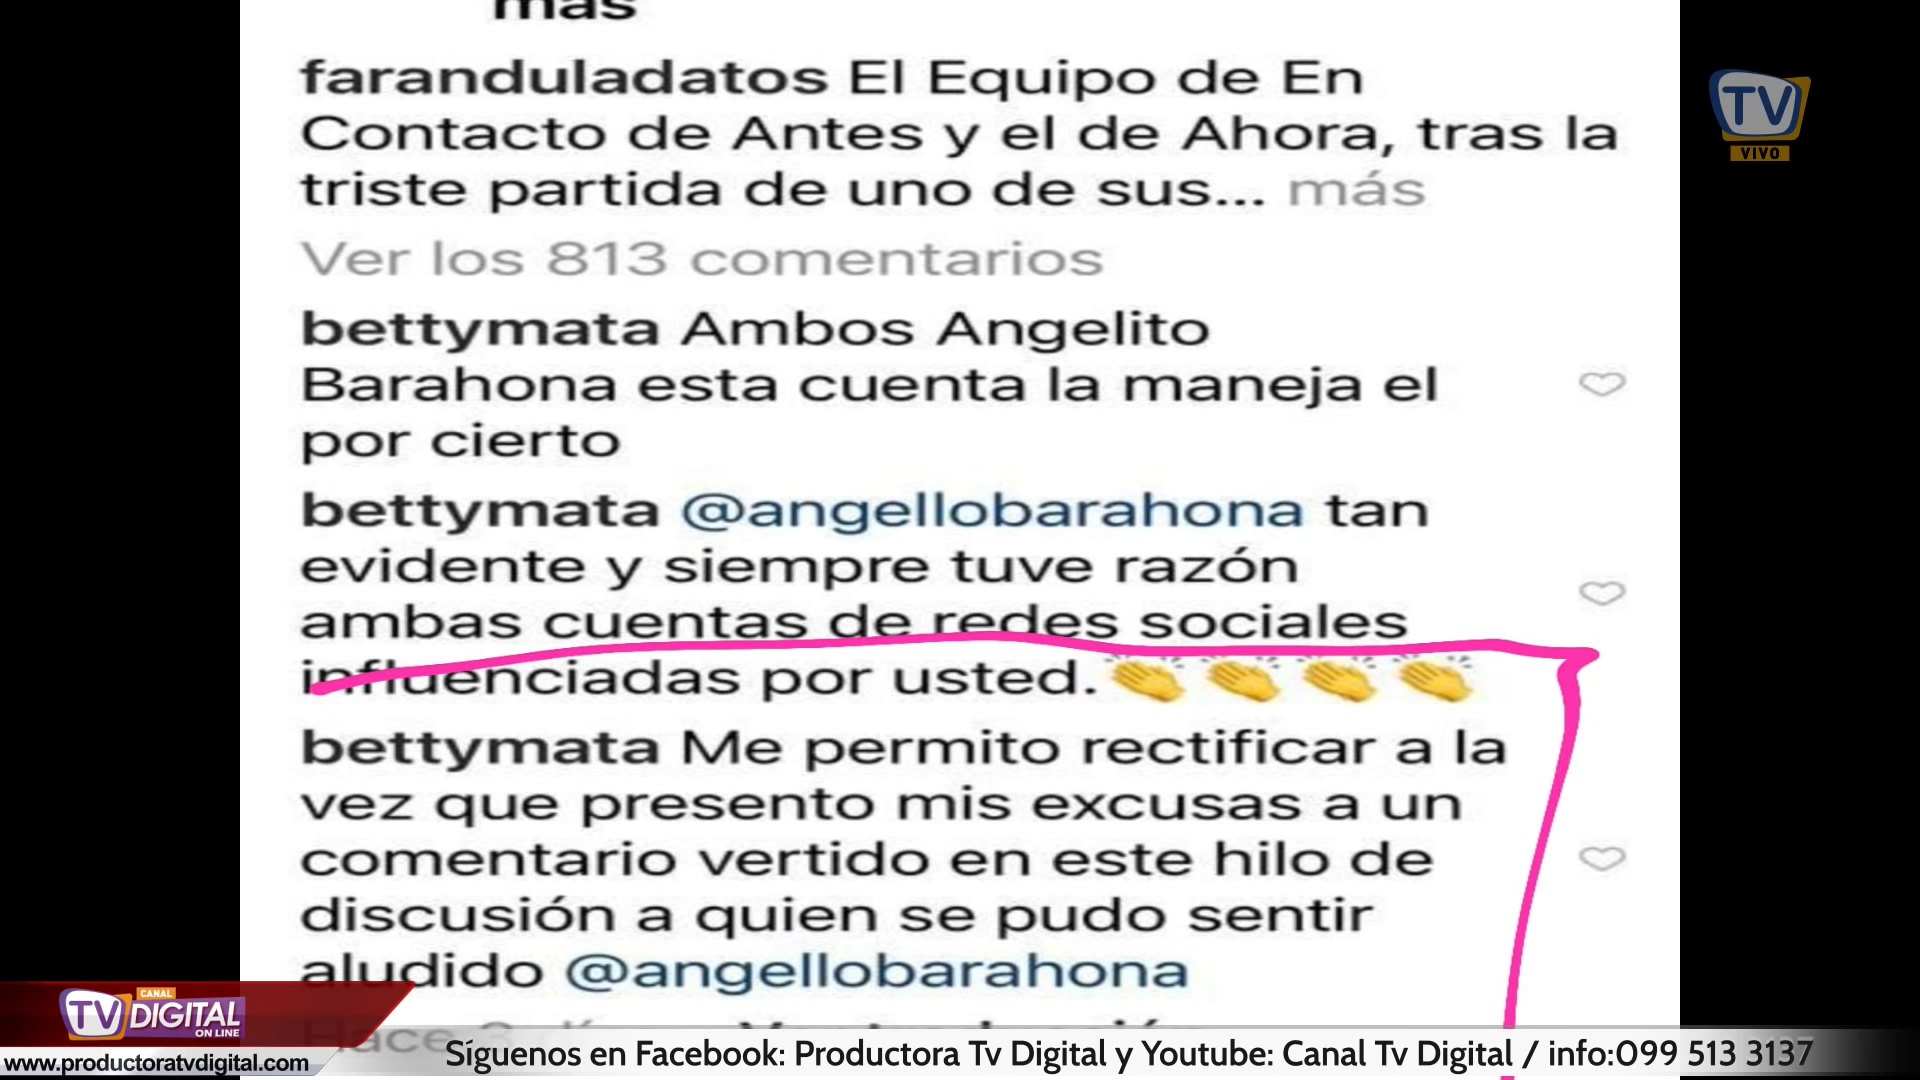 más
faranduladatos El Equipo de En
Contacto de Antes y el de Ahora, tras la
triste partida de uno de sus... más
Ver los 813 comentarios
bettymata Ambos Angelito
Barahona esta cuenta la maneja el
por cierto
bettymata @angellobarahona tan
evidente y siempre tuve razón
ambas cuentas de redes sociales
influenciadas por usted.👏👏👏👏
bettymata Me permito rectificar a la
vez que presento mis excusas a un
comentario vertido en este hilo de
discusión a quien se pudo sentir
aludido @angellobarahona
Hace
TV
VIVO
CANAL
TV DIGITAL
ON LINE
www.productoratvdigital.com
Síguenos en Facebook: Productora Tv Digital y Youtube: Canal Tv Digital / info:099 513 3137